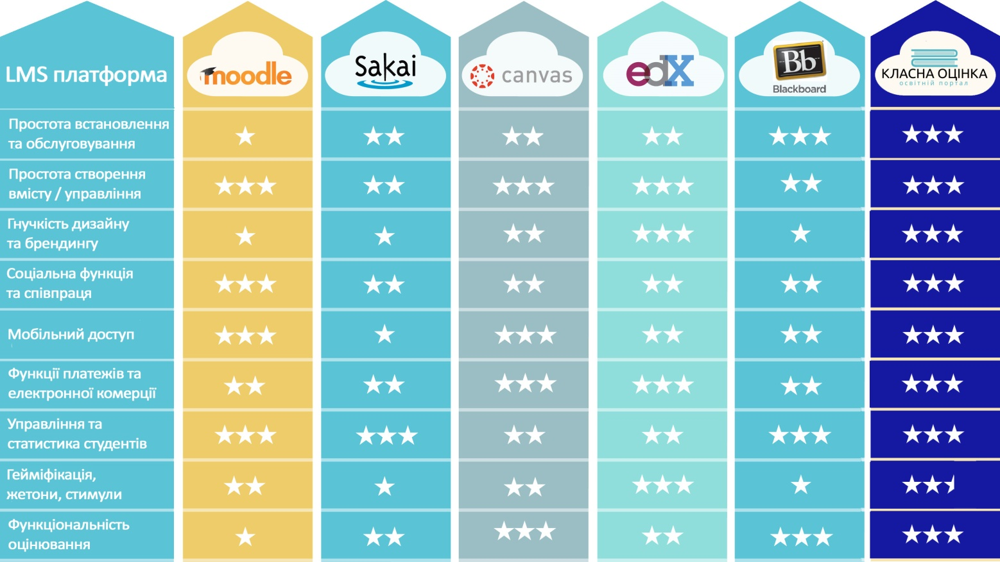 LMS платформа
moodle
Sakai
canvas
edX
Bb
Blackboard
КЛАСНА ОЦІНКА
освітній портал
Простота встановлення
та обслуговування
Простота створення
вмісту / управління
Гнучкість дизайну
та брендингу
Соціальна функція
та співпраця
Мобільний доступ
Функції платежів та
електронної комерції
Управління та
статистика студентів
Гейміфікація,
жетони, стимули
Функціональність
оцінювання